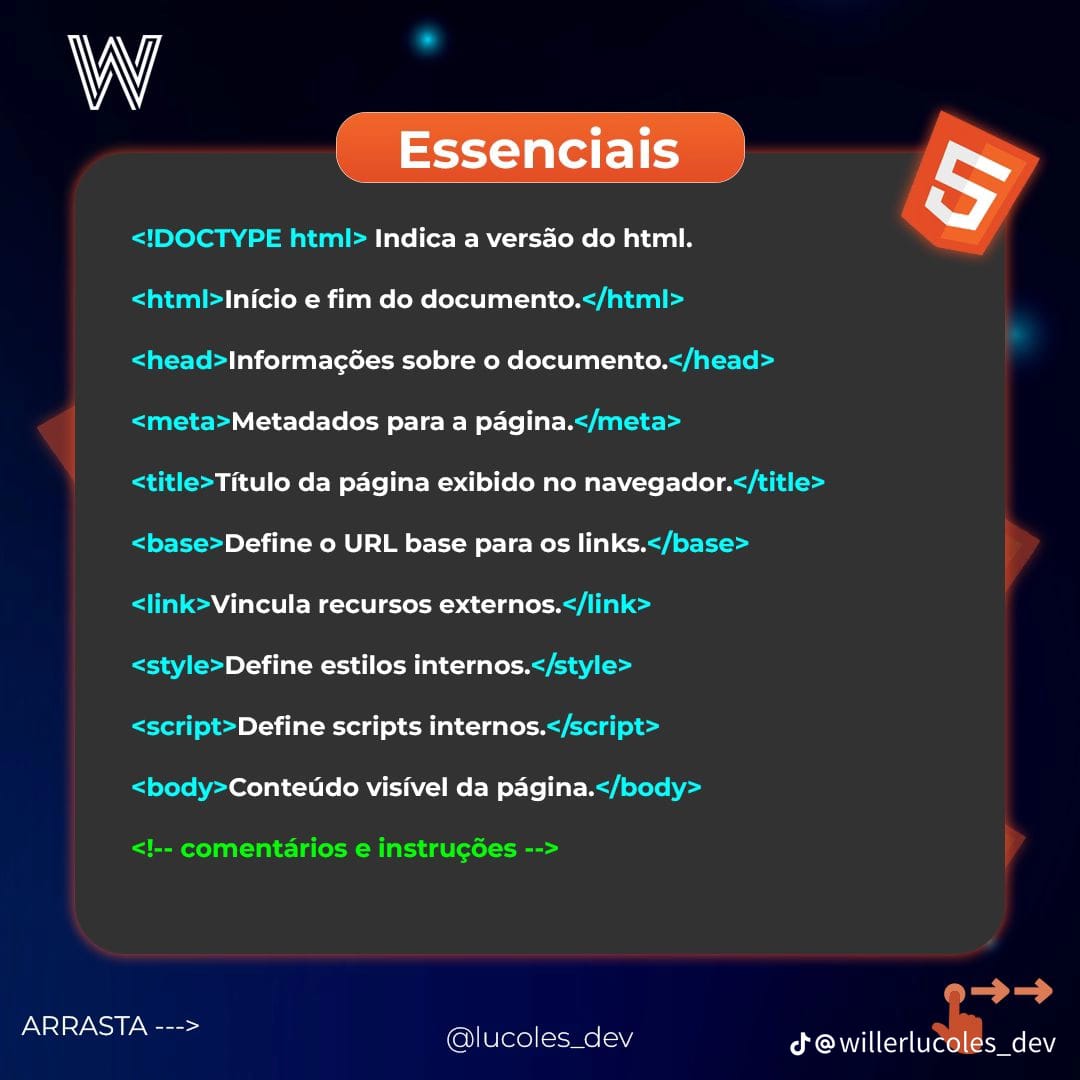 W
Essenciais
5
<!DOCTYPE html> Indica a versão do html.
<html>Início e fim do documento.</html>
<head>Informações sobre o documento.</head>
<meta>Metadados para a página.</meta>
<title>Título da página exibido no navegador.</title>
<base>Define o URL base para os links.</base>
<link>Vincula recursos externos.</link>
<style>Define estilos internos.</style>
<script>Define scripts internos.</script>
<body>Conteúdo visível da página.</body>
<!-- comentários e instruções -->
ARRASTA --->
@lucoles_dev
@willerlucoles_dev